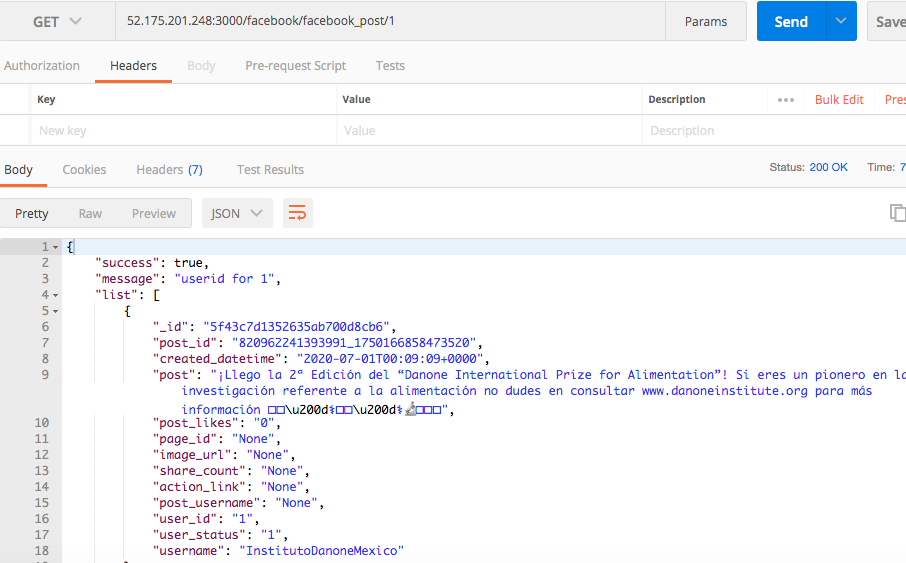 GET 52.175.201.248:3000/facebook/facebook_post/1 Params Send Save
Authorization Headers Body Pre-request Script Tests
Key Value Description ••• Bulk Edit Pres
New key Value Description
Body Cookies Headers (7) Test Results Status: 200 OK Time: 7
Pretty Raw Preview JSON
1 {
2 "success": true,
3 "message": "userid for 1",
4 "list": [
5 {
6 "_id": "5f43c7d1352635ab700d8cb6",
7 "post_id": "820962241393991_1750166858473520",
8 "created_datetime": "2020-07-01T00:09:09+0000",
9 "post": "¡Llego la 2ª Edición del “Danone International Prize for Alimentation”! Si eres un pionero en la
investigación referente a la alimentación no dudes en consultar www.danoneinstitute.org para más
información □□\u200d⚕□□\u200d⚕🔬□□□",
10 "post_likes": "0",
11 "page_id": "None",
12 "image_url": "None",
13 "share_count": "None",
14 "action_link": "None",
15 "post_username": "None",
16 "user_id": "1",
17 "user_status": "1",
18 "username": "InstitutoDanoneMexico"